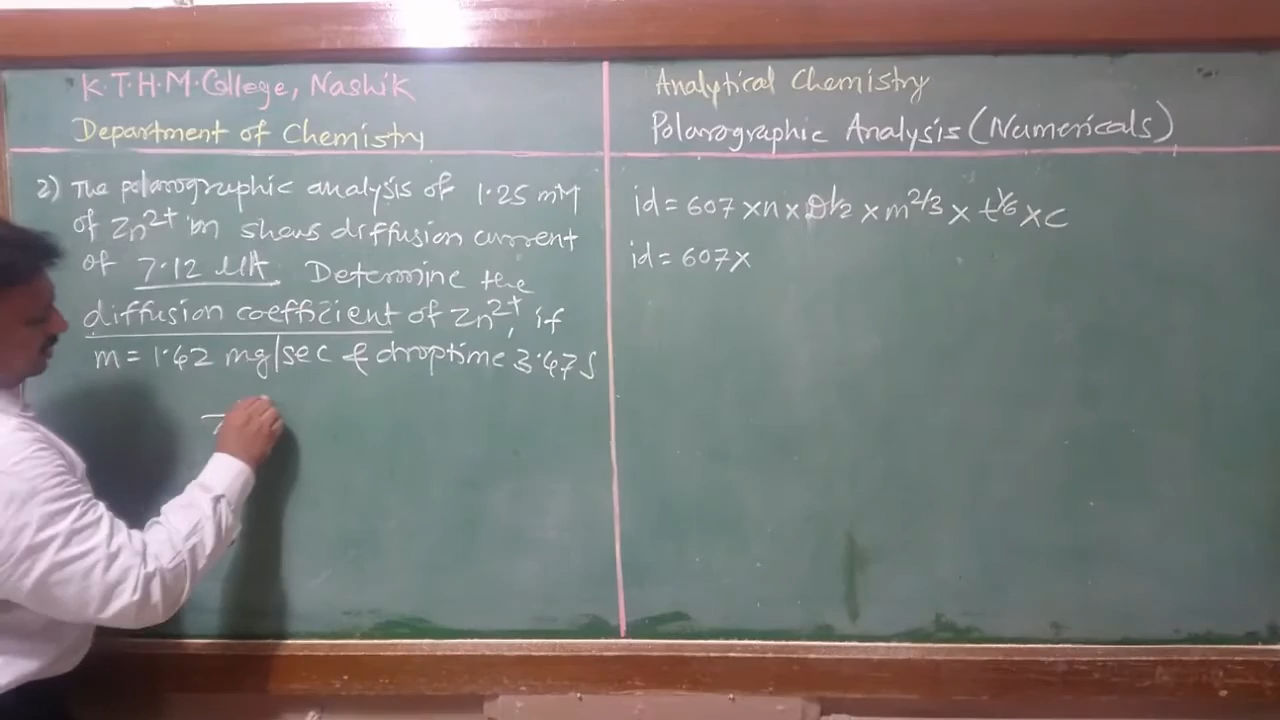 K.T.H.M. College, Nashik
Department of Chemistry
2) The polarographic analysis of 1.25 mM
of Zn2+ ion shows diffusion current
of 7.12 μA. Determine the
diffusion coefficient of Zn2+, if
m = 1.42 mg/sec & droptime 3.47 S
Analytical Chemistry
Polarographic Analysis (Numericals)
id = 607 × n × D1/2 × m2/3 × t1/6 × C
id = 607 ×